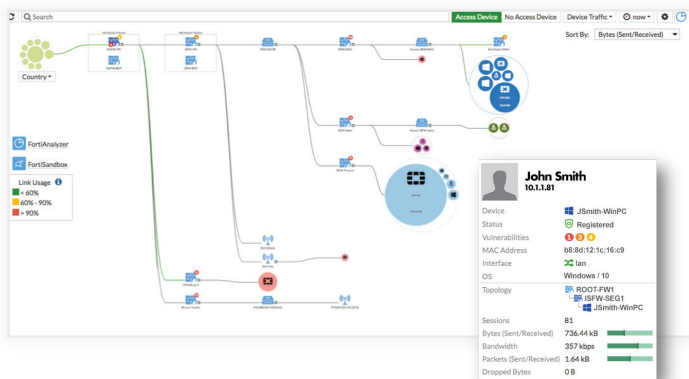 Search
Access Device No Access Device Device Traffic now
Sort By: Bytes (Sent/Received)
Country
FortiAnalyzer
FortiSandbox
Link Usage
< 60%
60% - 90%
> 90%
John Smith
10.1.1.81
Device JSmith-WinPC
Status Registered
Vulnerabilities 1 3 4
MAC Address b8:8d:12:1c:16:c9
Interface lan
OS Windows / 10
Topology ROOT-FW1
ISFW-SEG1
JSmith-WinPC
Sessions 81
Bytes (Sent/Received) 736.44 kB
Bandwidth 357 kbps
Packets (Sent/Received) 1.64 kB
Dropped Bytes 0 B